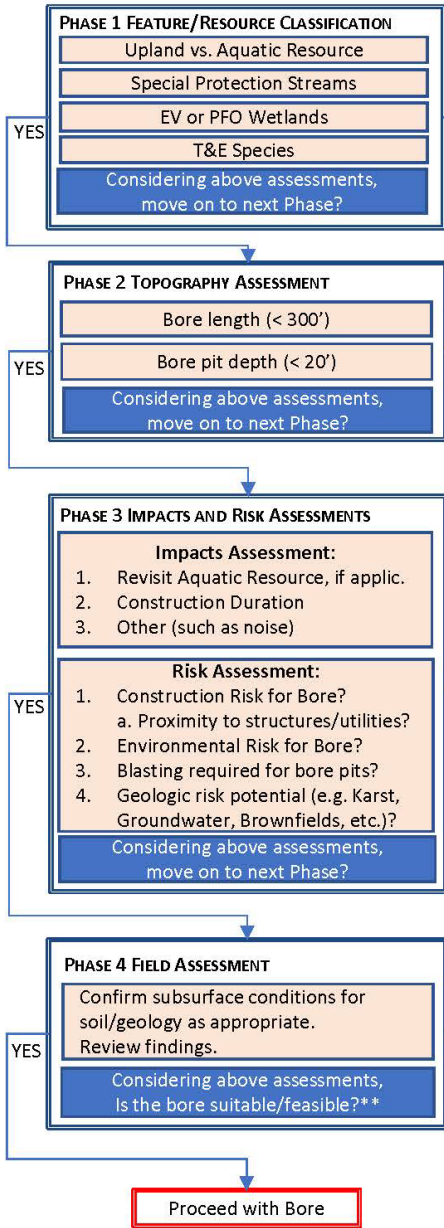 PHASE 1 FEATURE/RESOURCE CLASSIFICATION
Upland vs. Aquatic Resource
Special Protection Streams
YES
EV or PFO Wetlands
T&E Species
Considering above assessments,
move on to next Phase?
PHASE 2 TOPOGRAPHY ASSESSMENT
Bore length (< 300’)
YES
Bore pit depth (< 20’)
Considering above assessments,
move on to next Phase?
PHASE 3 IMPACTS AND RISK ASSESSMENTS
Impacts Assessment:
1. Revisit Aquatic Resource, if applic.
2. Construction Duration
3. Other (such as noise)
Risk Assessment:
YES
1. Construction Risk for Bore?
a. Proximity to structures/utilities?
2. Environmental Risk for Bore?
3. Blasting required for bore pits?
4. Geologic risk potential (e.g. Karst,
Groundwater, Brownfields, etc.)?
Considering above assessments,
move on to next Phase?
PHASE 4 FIELD ASSESSMENT
Confirm subsurface conditions for
soil/geology as appropriate.
Review findings.
YES
Considering above assessments,
Is the bore suitable/feasible?**
Proceed with Bore